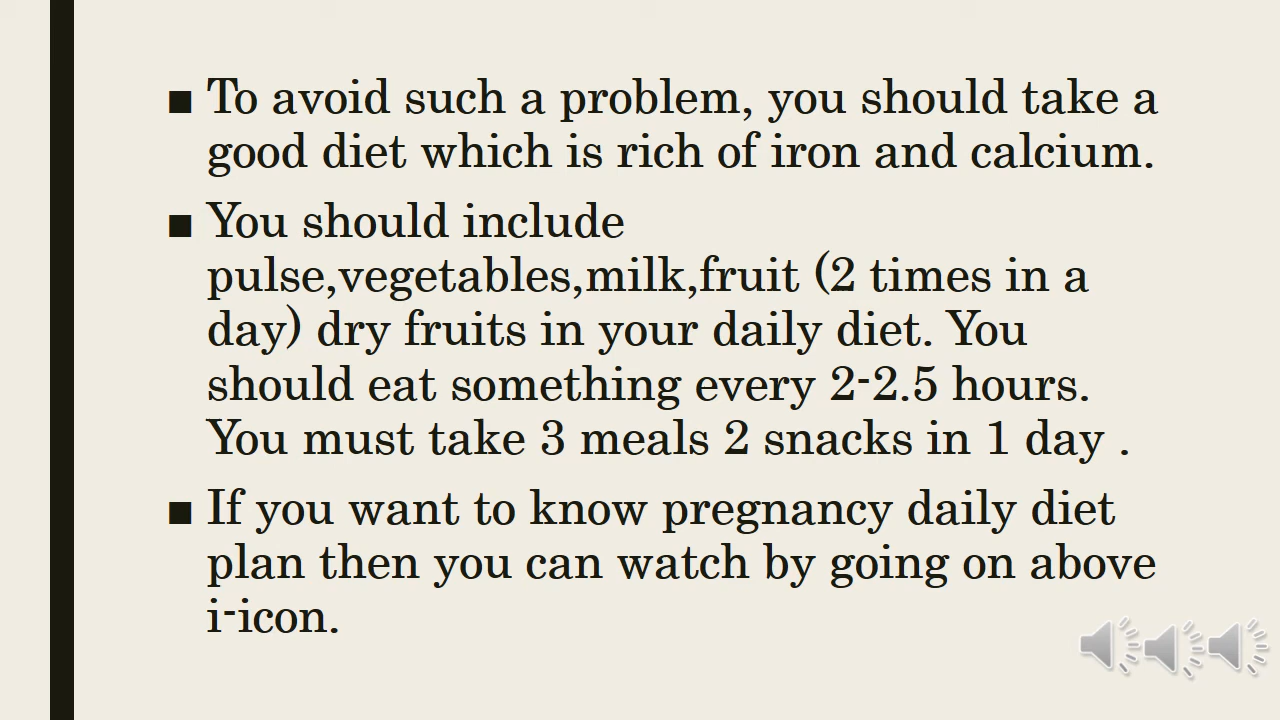 ■ To avoid such a problem, you should take a
good diet which is rich of iron and calcium.
■ You should include
pulse,vegetables,milk,fruit (2 times in a
day) dry fruits in your daily diet. You
should eat something every 2-2.5 hours.
You must take 3 meals 2 snacks in 1 day .
■ If you want to know pregnancy daily diet
plan then you can watch by going on above
i-icon.